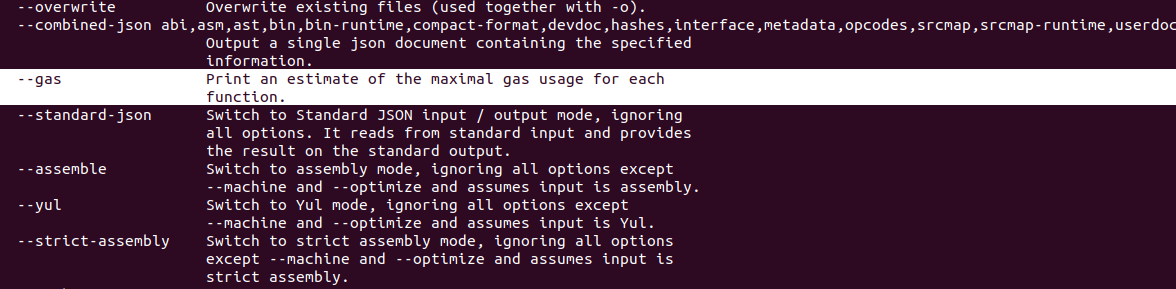 --overwrite Overwrite existing files (used together with -o).
--combined-json abi,asm,ast,bin,bin-runtime,compact-format,devdoc,hashes,interface,metadata,opcodes,srcmap,srcmap-runtime,userdoc
Output a single json document containing the specified
information.
--gas Print an estimate of the maximal gas usage for each
function.
--standard-json Switch to Standard JSON input / output mode, ignoring
all options. It reads from standard input and provides
the result on the standard output.
--assemble Switch to assembly mode, ignoring all options except
--machine and --optimize and assumes input is assembly.
--yul Switch to Yul mode, ignoring all options except
--machine and --optimize and assumes input is Yul.
--strict-assembly Switch to strict assembly mode, ignoring all options
except --machine and --optimize and assumes input is
strict assembly.